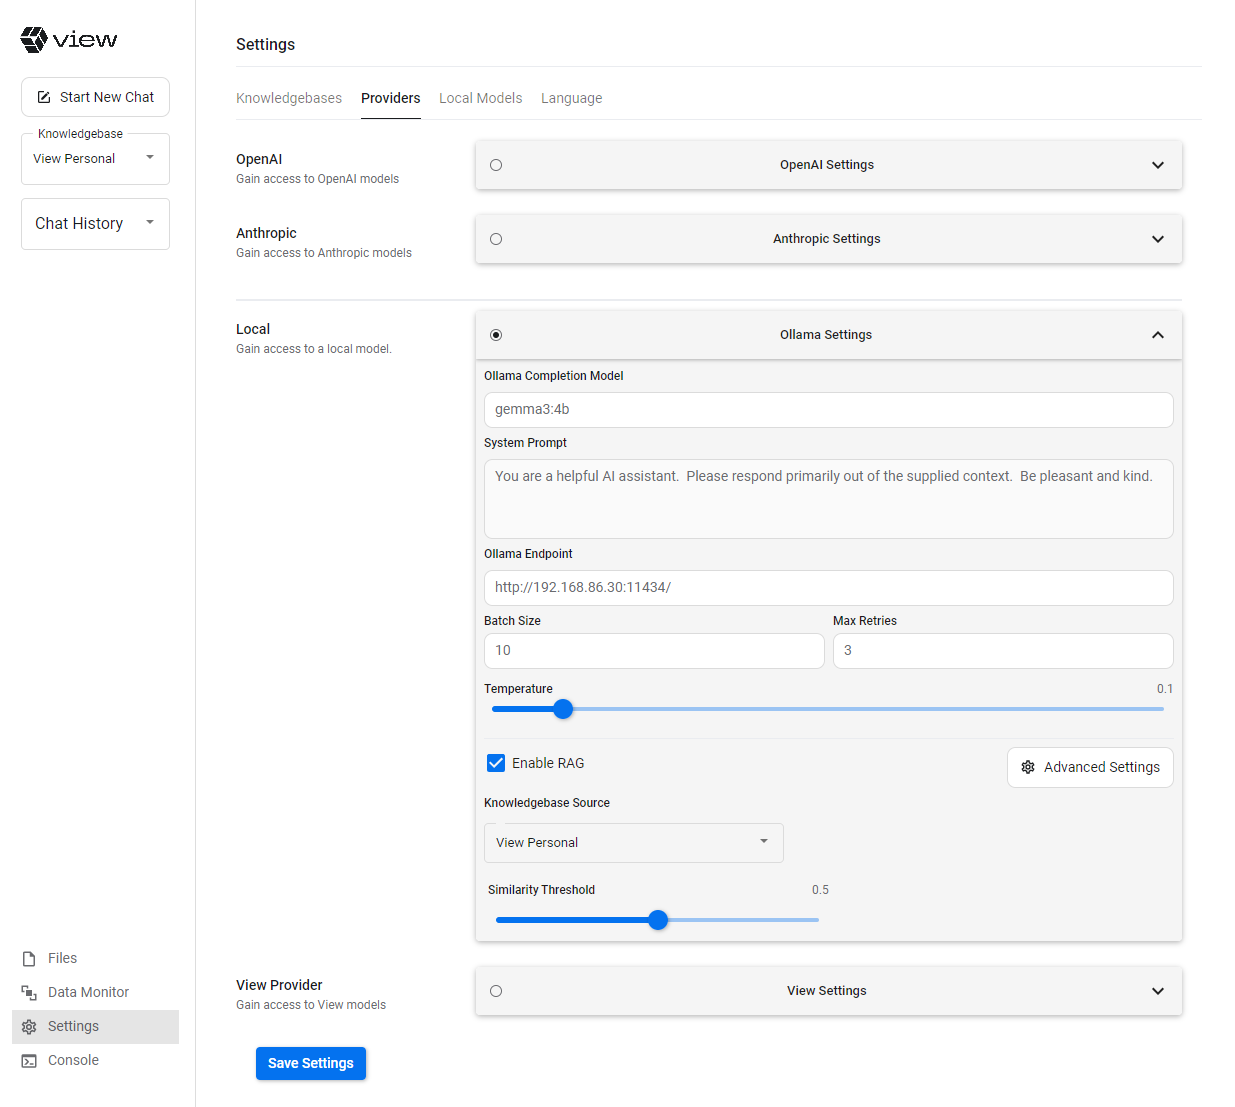 view
Start New Chat
Knowledgebase
View Personal
Chat History
Files
Data Monitor
Settings
Console
Settings
Knowledgebases Providers Local Models Language
OpenAI
Gain access to OpenAI models
OpenAI Settings
Anthropic
Gain access to Anthropic models
Anthropic Settings
Local
Gain access to a local model.
Ollama Settings
Ollama Completion Model
gemma3:4b
System Prompt
You are a helpful AI assistant.  Please respond primarily out of the supplied context.  Be pleasant and kind.
Ollama Endpoint
http://192.168.86.30:11434/
Batch Size Max Retries
10 3
Temperature 0.1
Enable RAG Advanced Settings
Knowledgebase Source
View Personal
Similarity Threshold 0.5
View Provider
Gain access to View models
View Settings
Save Settings